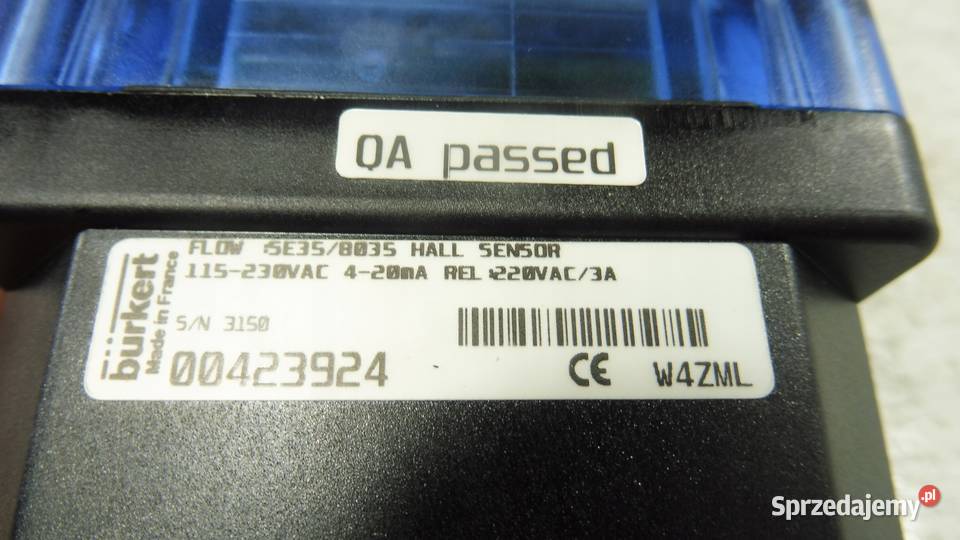 QA passed
FLOW :SE35/8035 HALL SENSOR
115-230VAC 4-20mA REL:220VAC/3A
S/N 3150
00423924
CE W4ZML
bürkert
Made in France
Sprzedajemy.pl